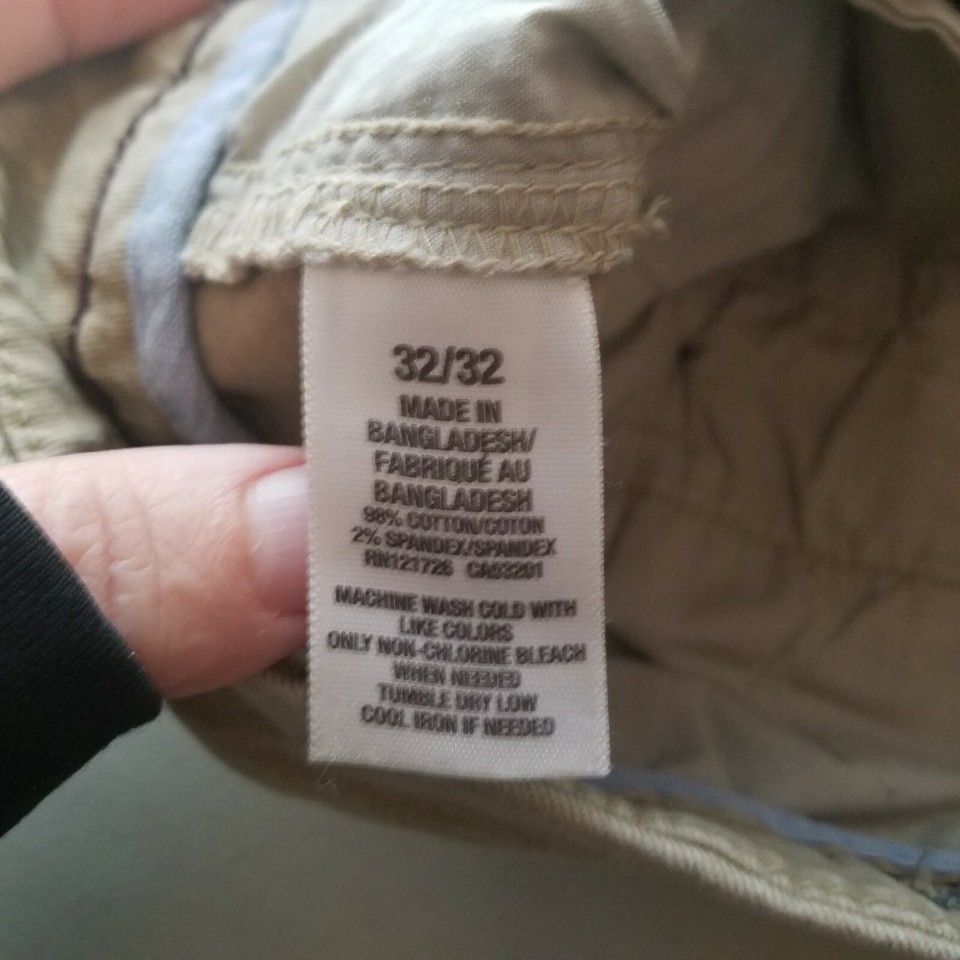 32/32
MADE IN
BANGLADESH/
FABRIQUÉ AU
BANGLADESH
98% COTTON/COTON
2% SPANDEX/SPANDEX
RN121726 CA53201
MACHINE WASH COLD WITH
LIKE COLORS
ONLY NON-CHLORINE BLEACH
WHEN NEEDED
TUMBLE DRY LOW
COOL IRON IF NEEDED